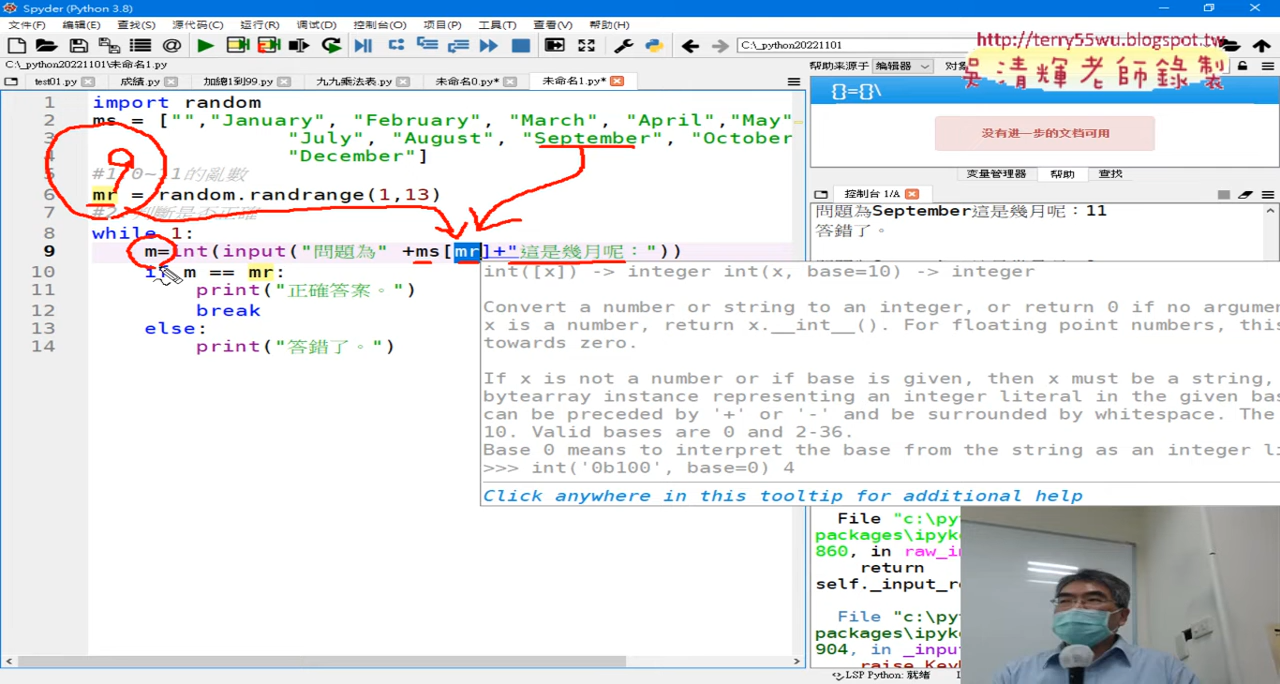 Spyder (Python 3.8)
文件(F) 编辑(E) 查找(S) 源代码(C) 运行(R) 调试(D) 控制台(O) 项目(P) 工具(T) 查看(V) 帮助(H)
C:\_python20221101
http://terry55wu.blogspot.tw
吳清輝老師錄製
C:\_python20221101\未命名1.py
帮助来源于 编辑器
test01.py 成績.py 加總1到99.py 九九乘法表.py 未命名0.py* 未命名1.py*
{}={}\
没有进一步的文档可用
变量管理器 帮助 查找
控制台 1/A
1 import random
2 ms = ["","January", "February", "March", "April","May"
3 "July", "August", "September", "October
"December"]
6 mr = random.randrange(1,13)
7
8 while 1:
9 m=int(input("問題為" +ms[mr]+"這是幾月呢："))
10 if m == mr:
11 print("正確答案。")
12 break
13 else:
14 print("答錯了。")
問題為September這是幾月呢：11
答錯了。
int([x]) -> integer int(x, base=10) -> integer
Convert a number or string to an integer, or return 0 if no argume
x is a number, return x.__int__(). For floating point numbers, this
towards zero.
If x is not a number or if base is given, then x must be a string,
bytearray instance representing an integer literal in the given bas
can be preceded by '+' or '-' and be surrounded by whitespace. The
10. Valid bases are 0 and 2-36.
Base 0 means to interpret the base from the string as an integer li
>>> int('0b100', base=0) 4
Click anywhere in this tooltip for additional help
File "c:\py
packages\ipyk
860, in raw_in
return
self._input_r
File "c:\py
packages\ipyk
904, in _inpu
raise Key
LSP Python: 就绪